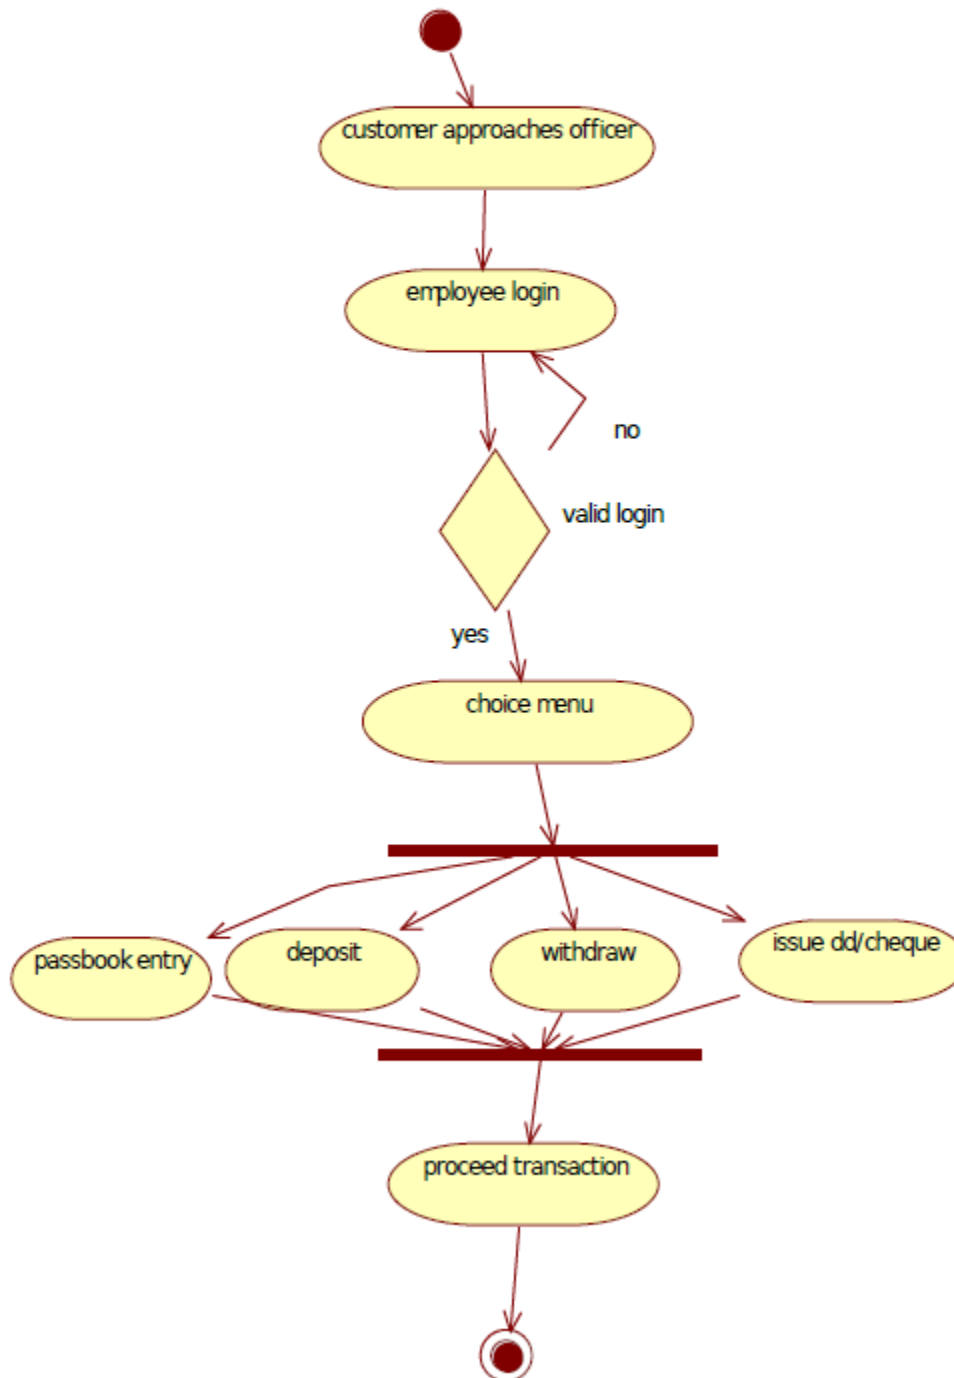 customer approaches officer
employee login
no
valid login
yes
choice menu
passbook entry
deposit
withdraw
issue dd/cheque
proceed transaction